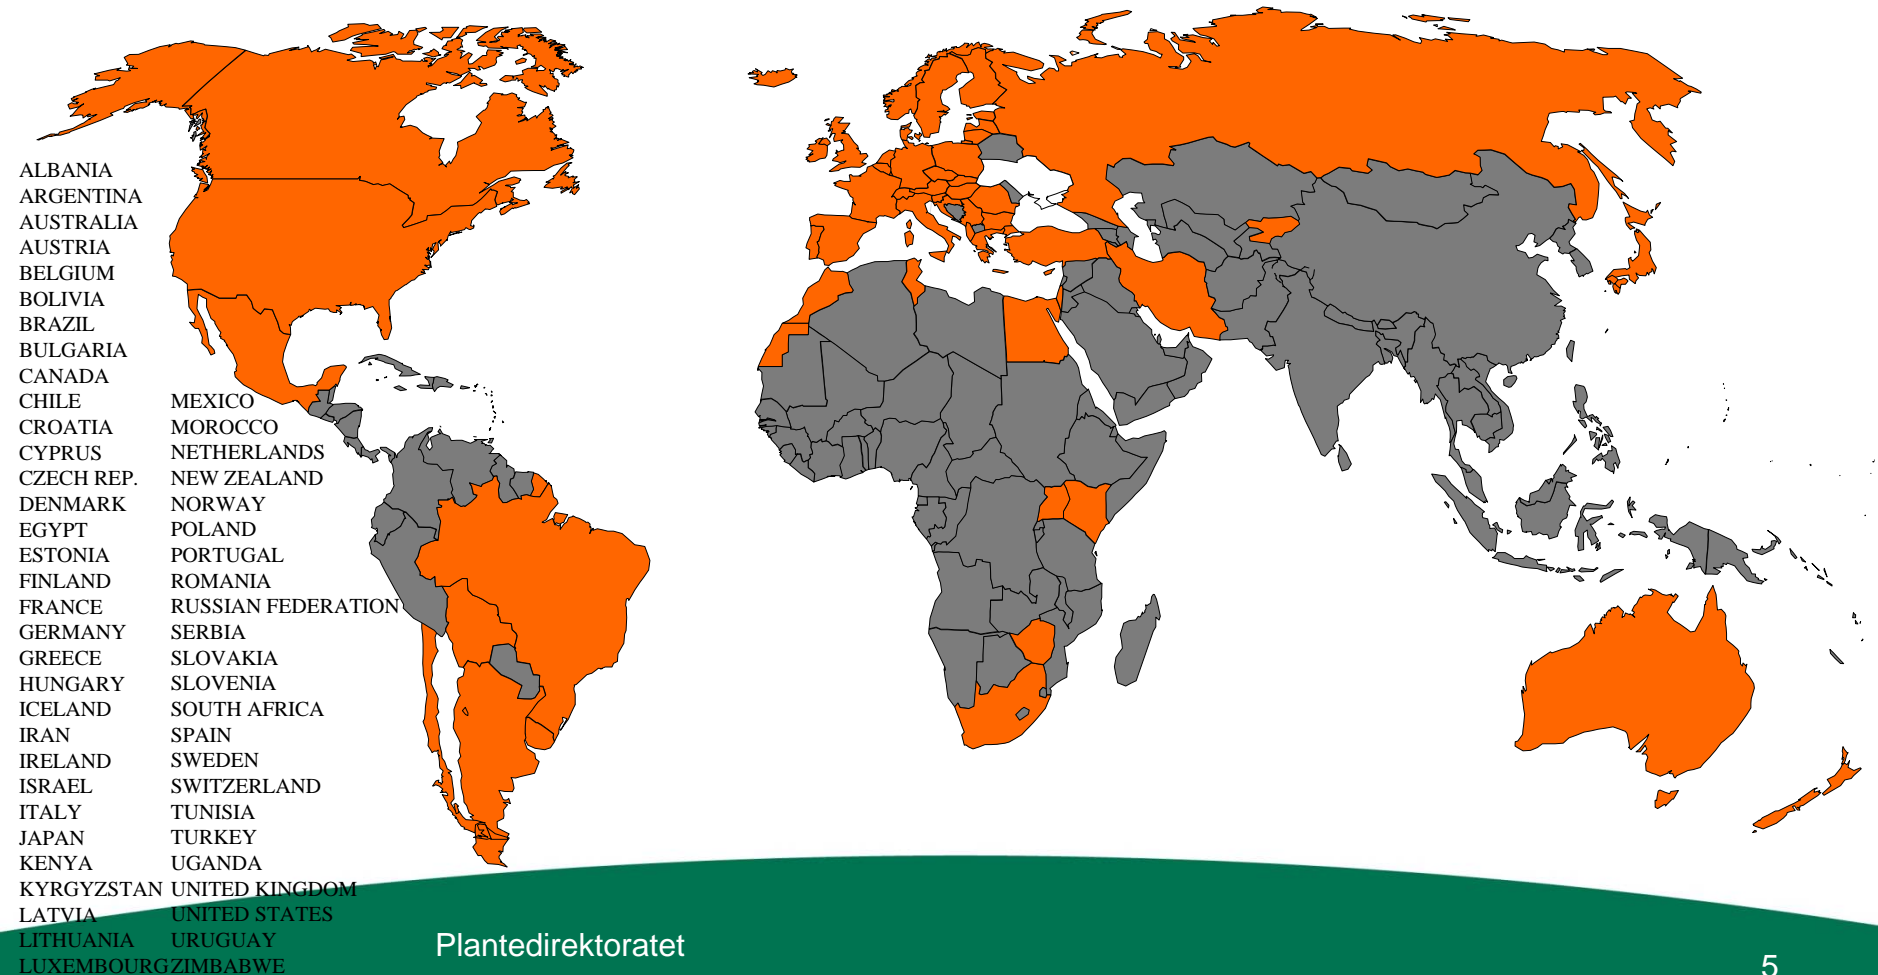 ALBANIA
ARGENTINA
AUSTRALIA
AUSTRIA
BELGIUM
BOLIVIA
BRAZIL
BULGARIA
CANADA
CHILE
CROATIA
CYPRUS
CZECH REP.
DENMARK
EGYPT
ESTONIA
FINLAND
FRANCE
GERMANY
GREECE
HUNGARY
ICELAND
IRAN
IRELAND
ISRAEL
ITALY
JAPAN
KENYA
KYRGYZSTAN
LATVIA
LITHUANIA
LUXEMBOURG
MEXICO
MOROCCO
NETHERLANDS
NEW ZEALAND
NORWAY
POLAND
PORTUGAL
ROMANIA
RUSSIAN FEDERATION
SERBIA
SLOVAKIA
SLOVENIA
SOUTH AFRICA
SPAIN
SWEDEN
SWITZERLAND
TUNISIA
TURKEY
UGANDA
UNITED KINGDOM
UNITED STATES
URUGUAY
ZIMBABWE
Plantedirektoratet
5